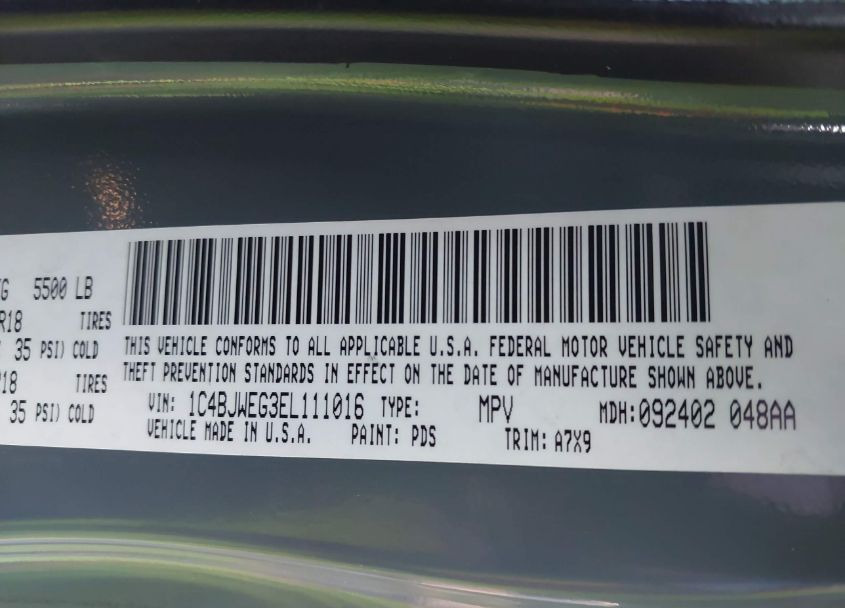 G 5500 LB
R18 TIRES
35 PSI) COLD
R18 TIRES
35 PSI) COLD
THIS VEHICLE CONFORMS TO ALL APPLICABLE U.S.A. FEDERAL MOTOR VEHICLE SAFETY AND
THEFT PREVENTION STANDARDS IN EFFECT ON THE DATE OF MANUFACTURE SHOWN ABOVE.
VIN: 1C4BJWEG3EL111016 TYPE: MPV MDH:092402 048AA
VEHICLE MADE IN U.S.A. PAINT: PDS TRIM: A7X9